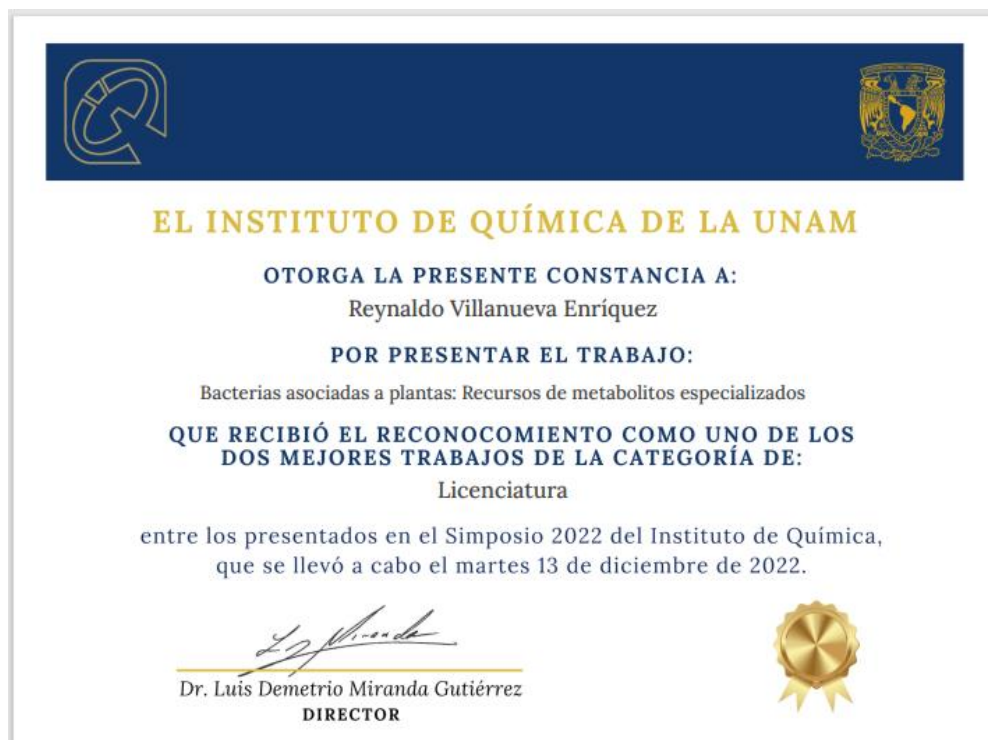 EL INSTITUTO DE QUÍMICA DE LA UNAM
OTORGA LA PRESENTE CONSTANCIA A:
Reynaldo Villanueva Enríquez
POR PRESENTAR EL TRABAJO:
Bacterias asociadas a plantas: Recursos de metabolitos especializados
QUE RECIBIÓ EL RECONOCOMIENTO COMO UNO DE LOS
DOS MEJORES TRABAJOS DE LA CATEGORÍA DE:
Licenciatura
entre los presentados en el Simposio 2022 del Instituto de Química,
que se llevó a cabo el martes 13 de diciembre de 2022.
Dr. Luis Demetrio Miranda Gutiérrez
DIRECTOR